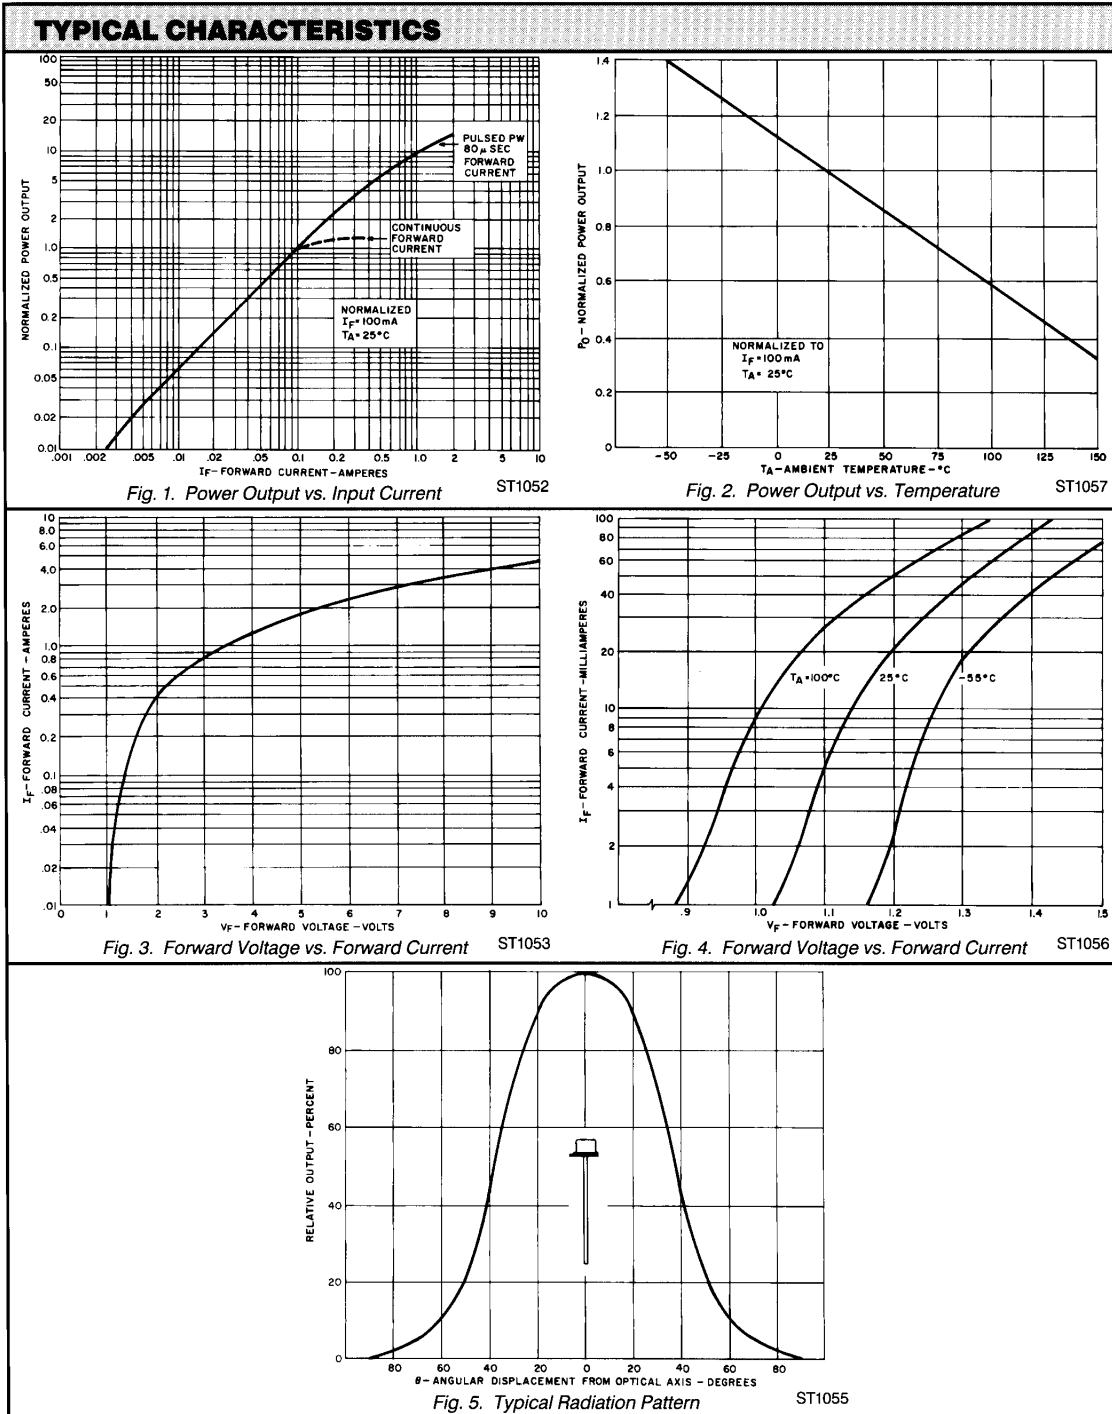 TYPICAL CHARACTERISTICS
NORMALIZED POWER OUTPUT
100
50
20
10
5
2
1.0
0.5
0.2
0.1
0.05
0.02
0.01
PULSED PW
80 μ SEC
FORWARD
CURRENT
CONTINUOUS
FORWARD
CURRENT
NORMALIZED
IF = 100mA
TA = 25°C
.001 .002 .005 .01 .02 .05 0.1 0.2 0.5 1.0 2 5 10
IF-FORWARD CURRENT-AMPERES
Fig. 1. Power Output vs. Input Current ST1052
PO - NORMALIZED POWER OUTPUT
1.4
1.2
1.0
0.8
0.6
0.4
0.2
0
NORMALIZED TO
IF = 100mA
TA = 25°C
-50 -25 0 25 50 75 100 125 150
TA-AMBIENT TEMPERATURE-°C
Fig. 2. Power Output vs. Temperature ST1057
IF-FORWARD CURRENT-AMPERES
10
8.0
6.0
4.0
2.0
1.0
0.8
0.6
0.4
0.2
0.1
.08
.06
.04
.02
.01
0 1 2 3 4 5 6 7 8 9 10
VF-FORWARD VOLTAGE-VOLTS
Fig. 3. Forward Voltage vs. Forward Current ST1053
IF-FORWARD CURRENT-MILLIAMPERES
100
80
60
40
20
10
8
6
4
2
1
TA=100°C 25°C -55°C
.9 1.0 1.1 1.2 1.3 1.4 1.5
VF-FORWARD VOLTAGE-VOLTS
Fig. 4. Forward Voltage vs. Forward Current ST1056
RELATIVE OUTPUT-PERCENT
100
80
60
40
20
0
80 60 40 20 0 20 40 60 80
θ-ANGULAR DISPLACEMENT FROM OPTICAL AXIS - DEGREES
Fig. 5. Typical Radiation Pattern ST1055